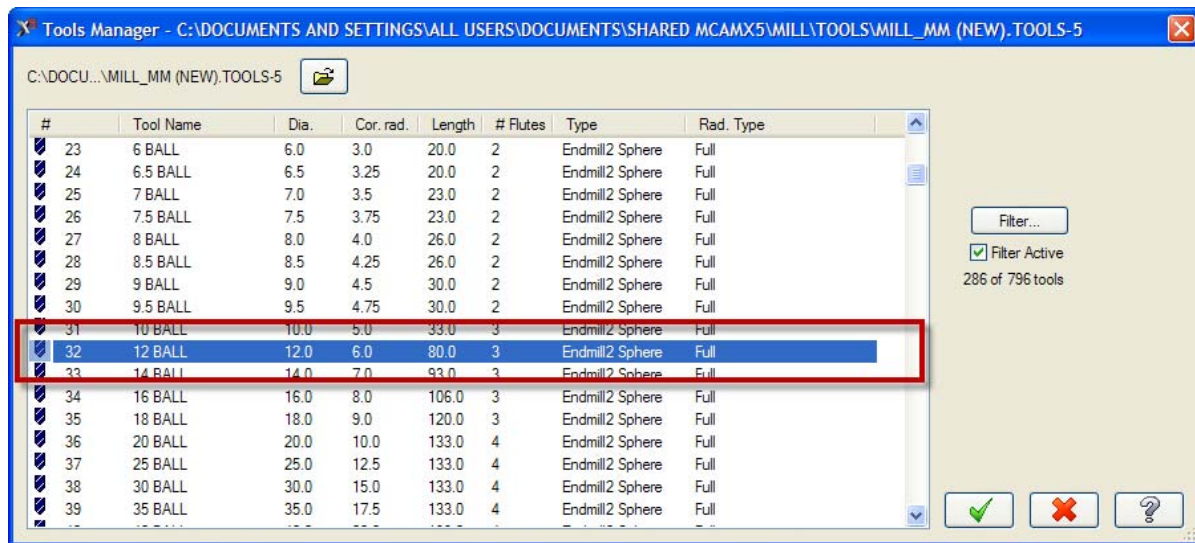 Tools Manager - C:\DOCUMENTS AND SETTINGS\ALL USERS\DOCUMENTS\SHARED MCAMX5\MILL\TOOLS\MILL_MM (NEW).TOOLS-5
C:\DOCU...\MILL_MM (NEW).TOOLS-5
# Tool Name Dia. Cor. rad. Length # Flutes Type Rad. Type
23 6 BALL 6.0 3.0 20.0 2 Endmill2 Sphere Full
24 6.5 BALL 6.5 3.25 20.0 2 Endmill2 Sphere Full
25 7 BALL 7.0 3.5 23.0 2 Endmill2 Sphere Full
26 7.5 BALL 7.5 3.75 23.0 2 Endmill2 Sphere Full
27 8 BALL 8.0 4.0 26.0 2 Endmill2 Sphere Full
28 8.5 BALL 8.5 4.25 26.0 2 Endmill2 Sphere Full
29 9 BALL 9.0 4.5 30.0 2 Endmill2 Sphere Full
30 9.5 BALL 9.5 4.75 30.0 2 Endmill2 Sphere Full
31 10 BALL 10.0 5.0 33.0 3 Endmill2 Sphere Full
32 12 BALL 12.0 6.0 80.0 3 Endmill2 Sphere Full
33 14 BALL 14.0 7.0 93.0 3 Endmill2 Sphere Full
34 16 BALL 16.0 8.0 106.0 3 Endmill2 Sphere Full
35 18 BALL 18.0 9.0 120.0 3 Endmill2 Sphere Full
36 20 BALL 20.0 10.0 133.0 4 Endmill2 Sphere Full
37 25 BALL 25.0 12.5 133.0 4 Endmill2 Sphere Full
38 30 BALL 30.0 15.0 133.0 4 Endmill2 Sphere Full
39 35 BALL 35.0 17.5 133.0 4 Endmill2 Sphere Full
Filter...
Filter Active
286 of 796 tools